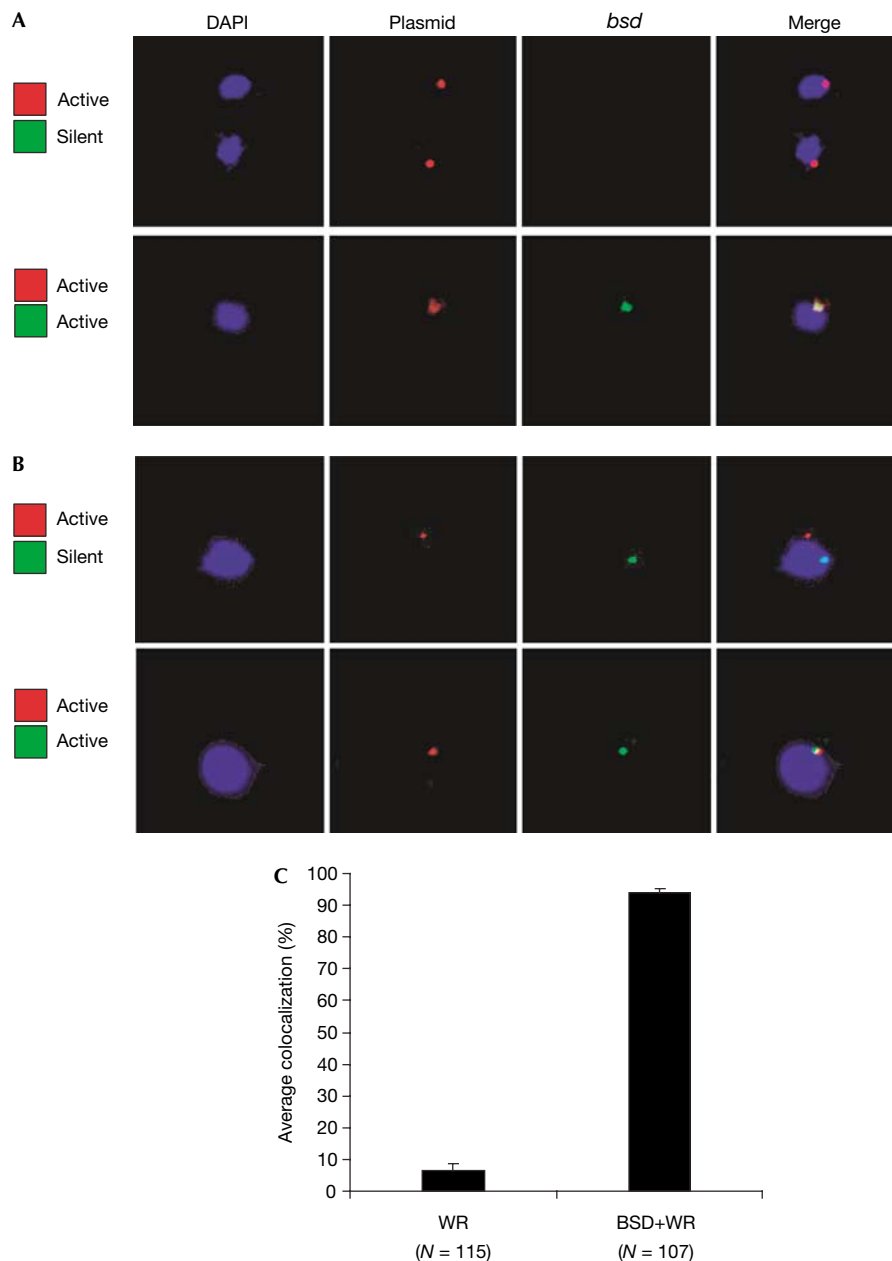 A
DAPI Plasmid bsd Merge
Active
Silent
Active
Active
B
Active
Silent
Active
Active
C
Average colocalization (%)
100
90
80
70
60
50
40
30
20
10
0
WR BSD+WR
(N = 115) (N = 107)